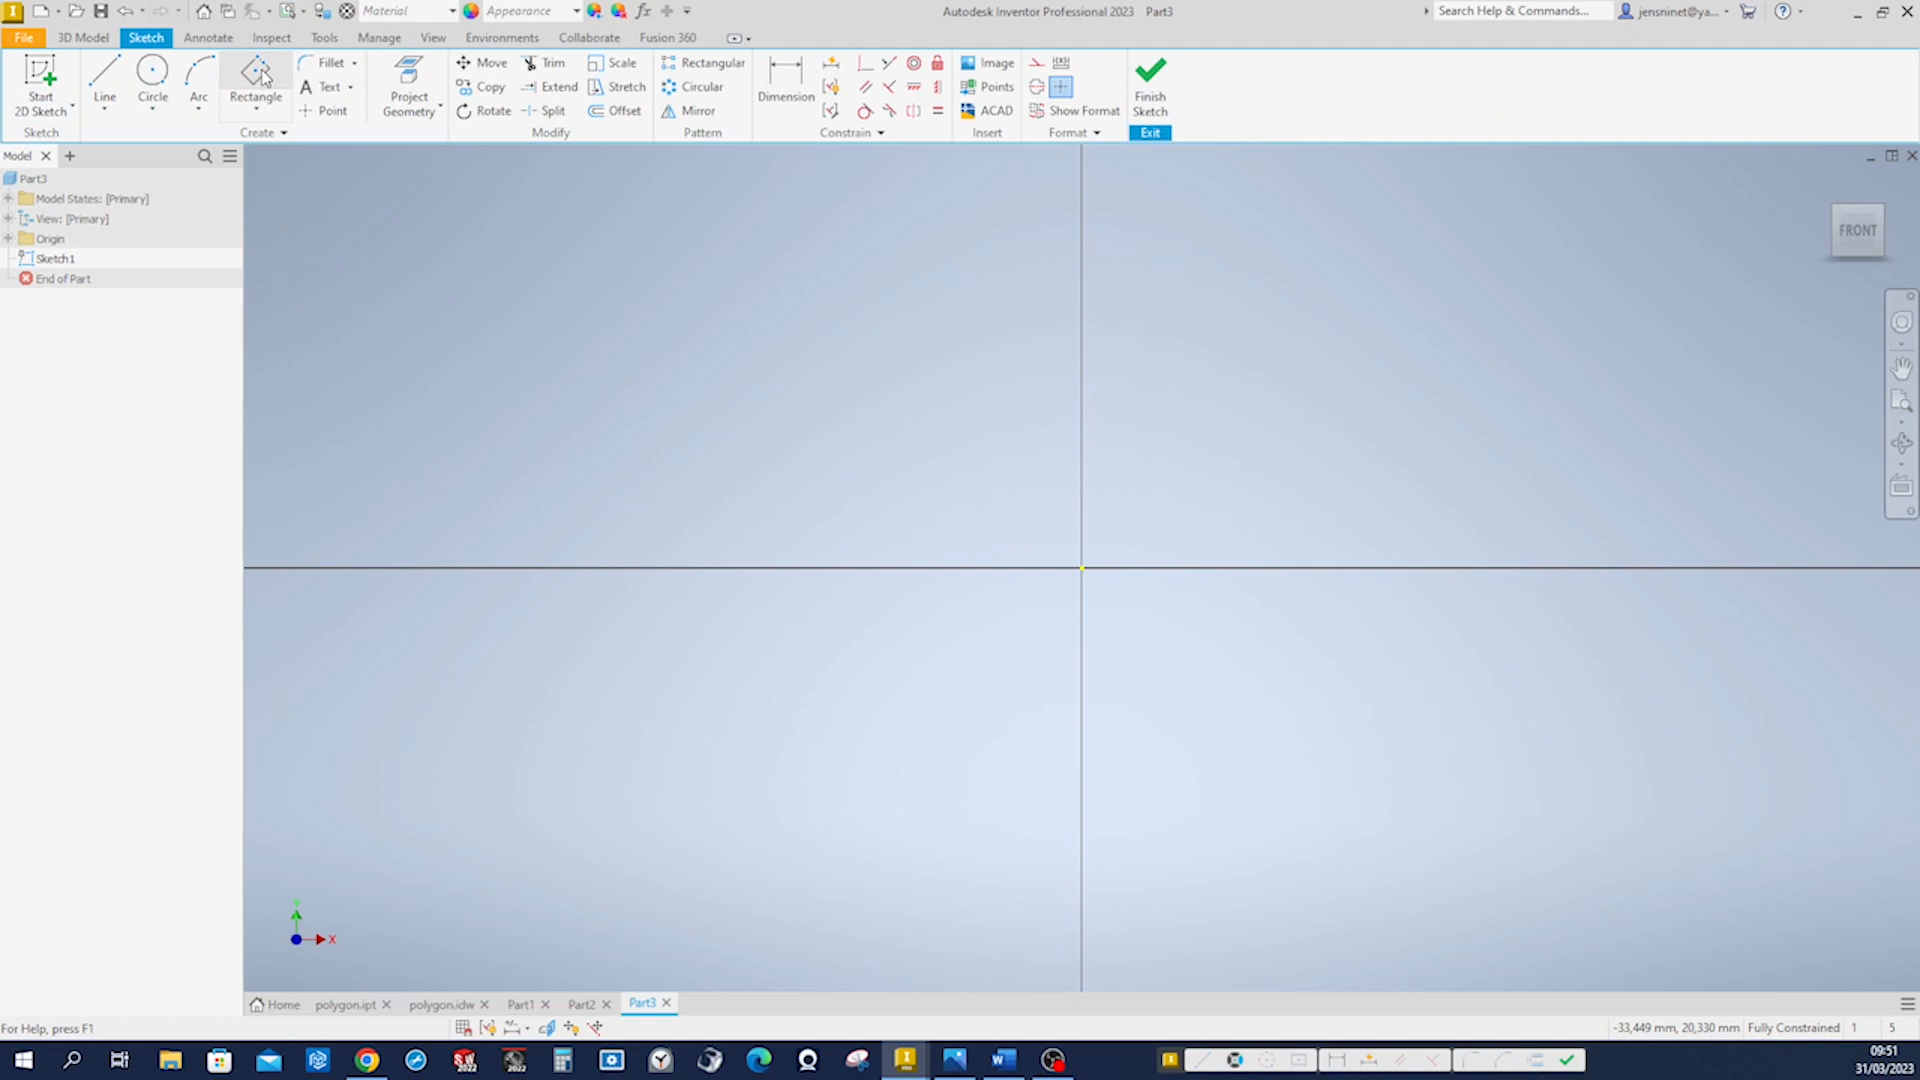 I Material Appearance fx Autodesk Inventor Professional 2023 Part3 Search Help & Commands... jensninet@ya...
File 3D Model Sketch Annotate Inspect Tools Manage View Environments Collaborate Fusion 360
Start 2D Sketch Line Circle Arc Rectangle Fillet Text Point Project Geometry
Move Trim Scale
Copy Extend Stretch
Rotate Split Offset
Rectangular
Circular
Mirror
Dimension
Image
Points
ACAD
Show Format
Finish Sketch
Sketch Create Modify Pattern Constrain Insert Format Exit
Model
Part3
Model States: [Primary]
View: [Primary]
Origin
Sketch1
End of Part
FRONT
Y
X
Home polygon.ipt polygon.idw Part1 Part2 Part3
For Help, press F1 -33,449 mm, 20,330 mm Fully Constrained 1 5
09:51
31/03/2023